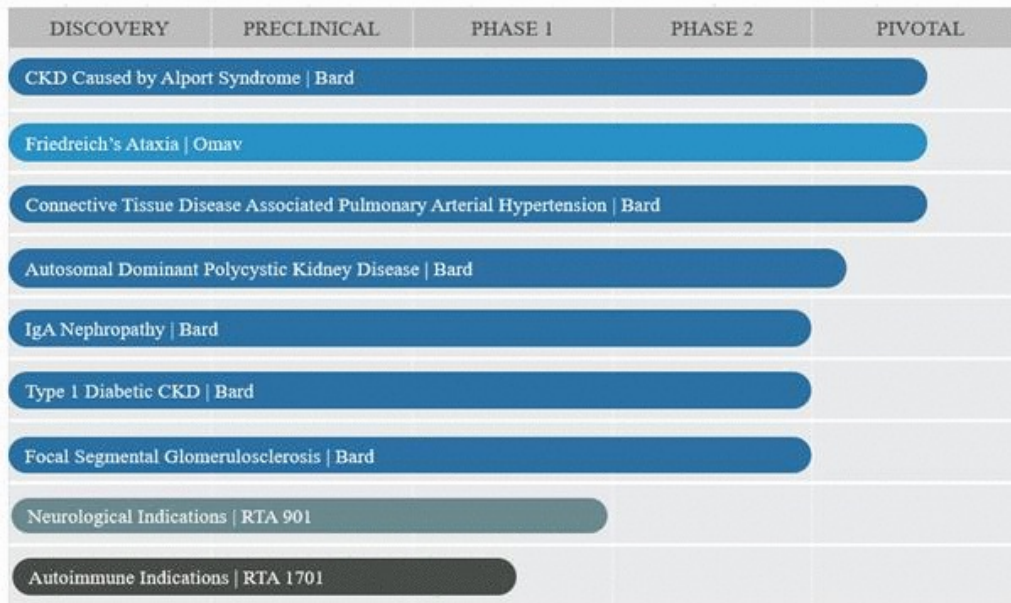 DISCOVERY PRECLINICAL PHASE 1 PHASE 2 PIVOTAL
CKD Caused by Alport Syndrome | Bard
Friedreich’s Ataxia | Omav
Connective Tissue Disease Associated Pulmonary Arterial Hypertension | Bard
Autosomal Dominant Polycystic Kidney Disease | Bard
IgA Nephropathy | Bard
Type 1 Diabetic CKD | Bard
Focal Segmental Glomerulosclerosis | Bard
Neurological Indications | RTA 901
Autoimmune Indications | RTA 1701